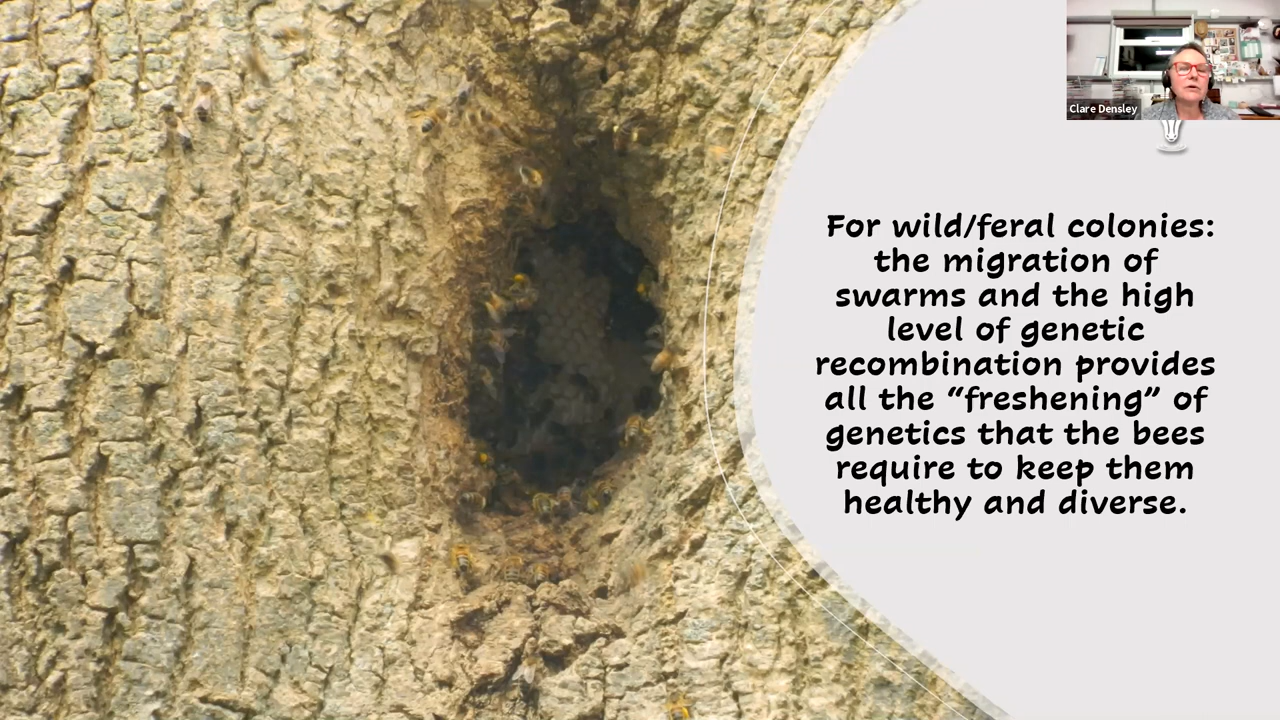 Clare Densley
For wild/feral colonies:
the migration of
swarms and the high
level of genetic
recombination provides
all the “freshening” of
genetics that the bees
require to keep them
healthy and diverse.